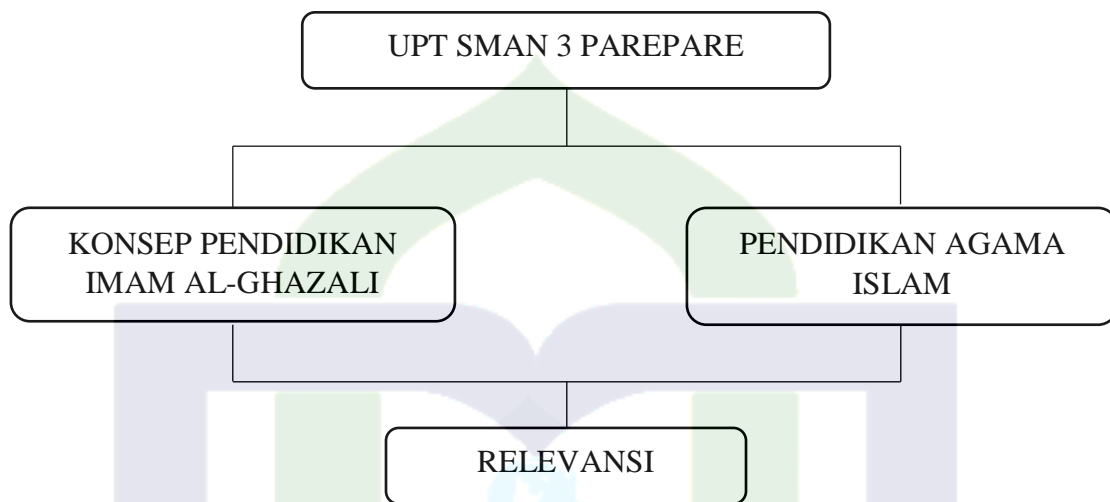 UPT SMAN 3 PAREPARE
KONSEP PENDIDIKAN
IMAM AL-GHAZALI
PENDIDIKAN AGAMA
ISLAM
RELEVANSI